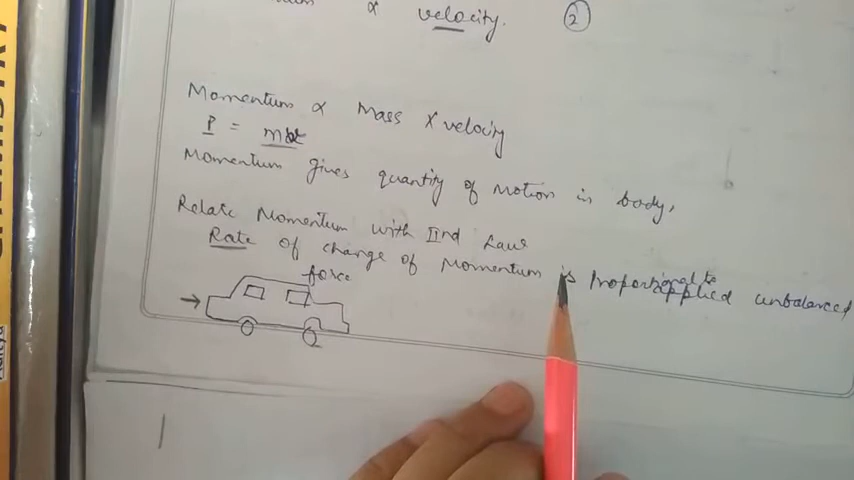 ∝ velocity. ②
Momentum ∝ Mass X velocity
P = mv
Momentum gives quantity of Motion in body,
Relate Momentum with IInd Law
Rate of change of Momentum is Proportional to applied unbalanced
force